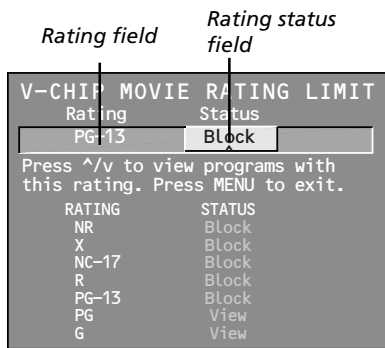 Rating field
Rating status
field
V-CHIP MOVIE RATING LIMIT
Rating Status
PG-13 Block
Press ^/v to view programs with
this rating. Press MENU to exit.
RATING STATUS
NR Block
X Block
NC-17 Block
R Block
PG-13 Block
PG View
G View